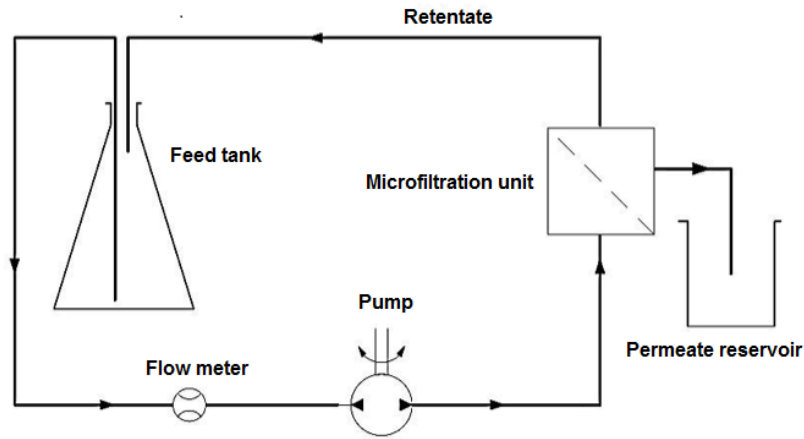 Retentate
Feed tank
Microfiltration unit
Pump
Permeate reservoir
Flow meter